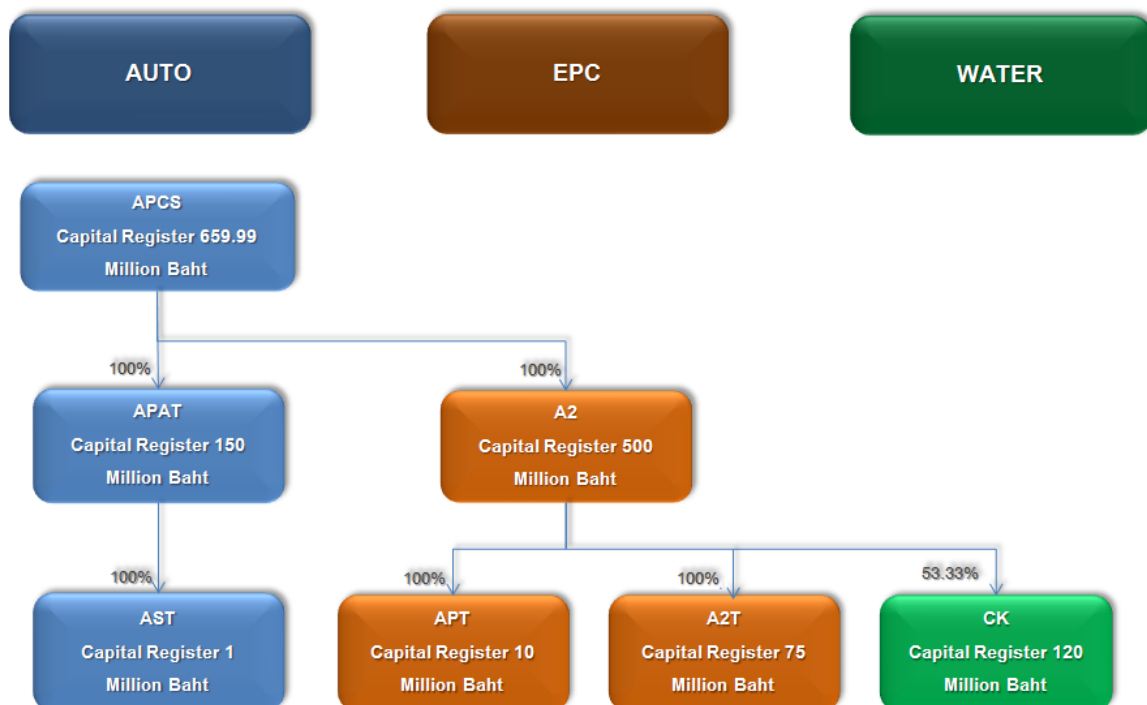 AUTO
EPC
WATER
APCS
Capital Register 659.99
Million Baht
100%
100%
APAT
Capital Register 150
Million Baht
A2
Capital Register 500
Million Baht
100%
100%
100%
53.33%
AST
Capital Register 1
Million Baht
APT
Capital Register 10
Million Baht
A2T
Capital Register 75
Million Baht
CK
Capital Register 120
Million Baht